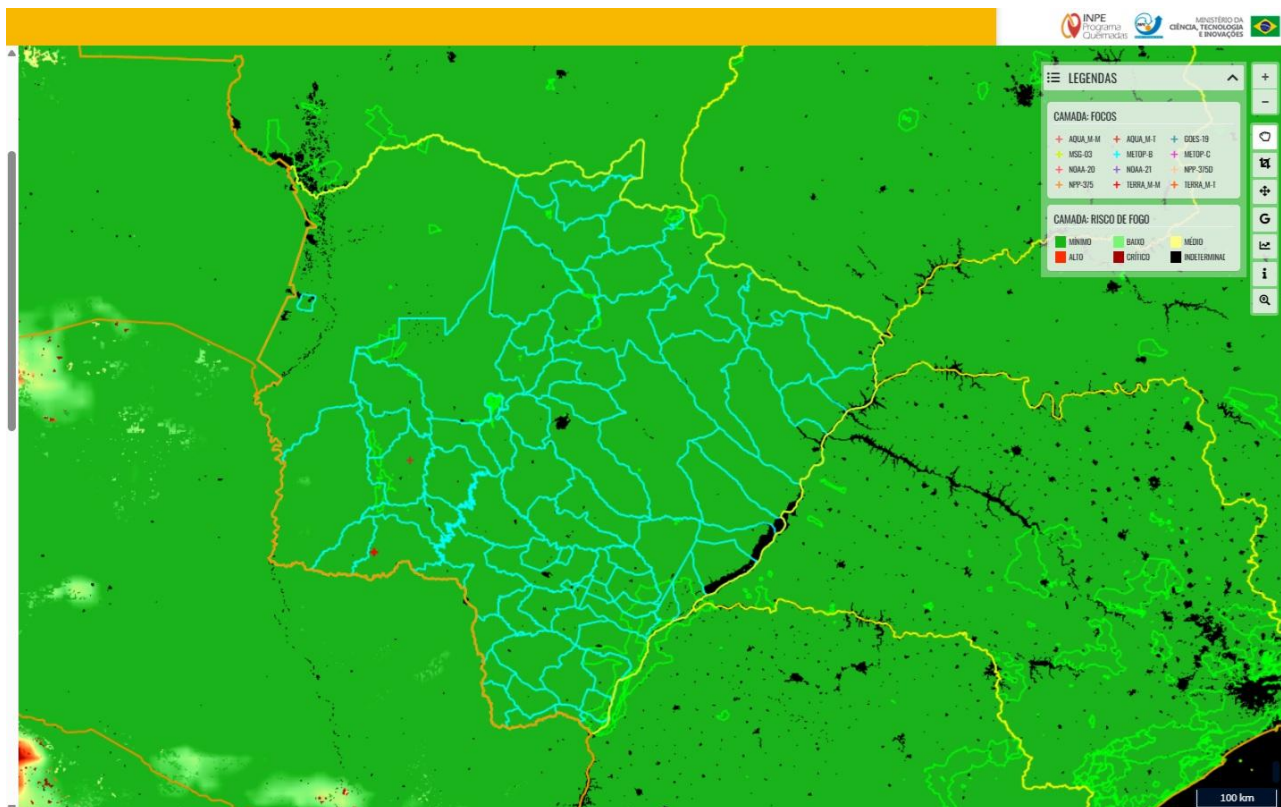 INPE
Programa
Queimadas
MINISTÉRIO DA
CIÊNCIA, TECNOLOGIA
E INOVAÇÕES
LEGENDAS
CAMADA: FOCOS
AQUA_M-M AQUA_M-T GOES-19
MSG-03 METOP-B METOP-C
NOAA-20 NOAA-21 NPP-375D
NPP-375 TERRA_M-M TERRA_M-T
CAMADA: RISCO DE FOGO
MÍNIMO BAIXO MÉDIO
ALTO CRÍTICO INDETERMINAD
G
i
100 km